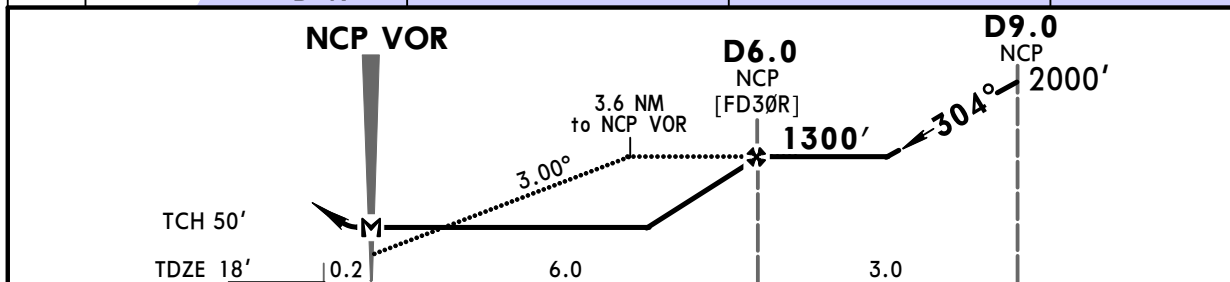 NCP VOR
D6.0
NCP
[FD3ØR]
D9.0
NCP
2000′
304°
3.6 NM
to NCP VOR
1300′
3.00°
TCH 50′
M
TDZE 18′
0.2
6.0
3.0